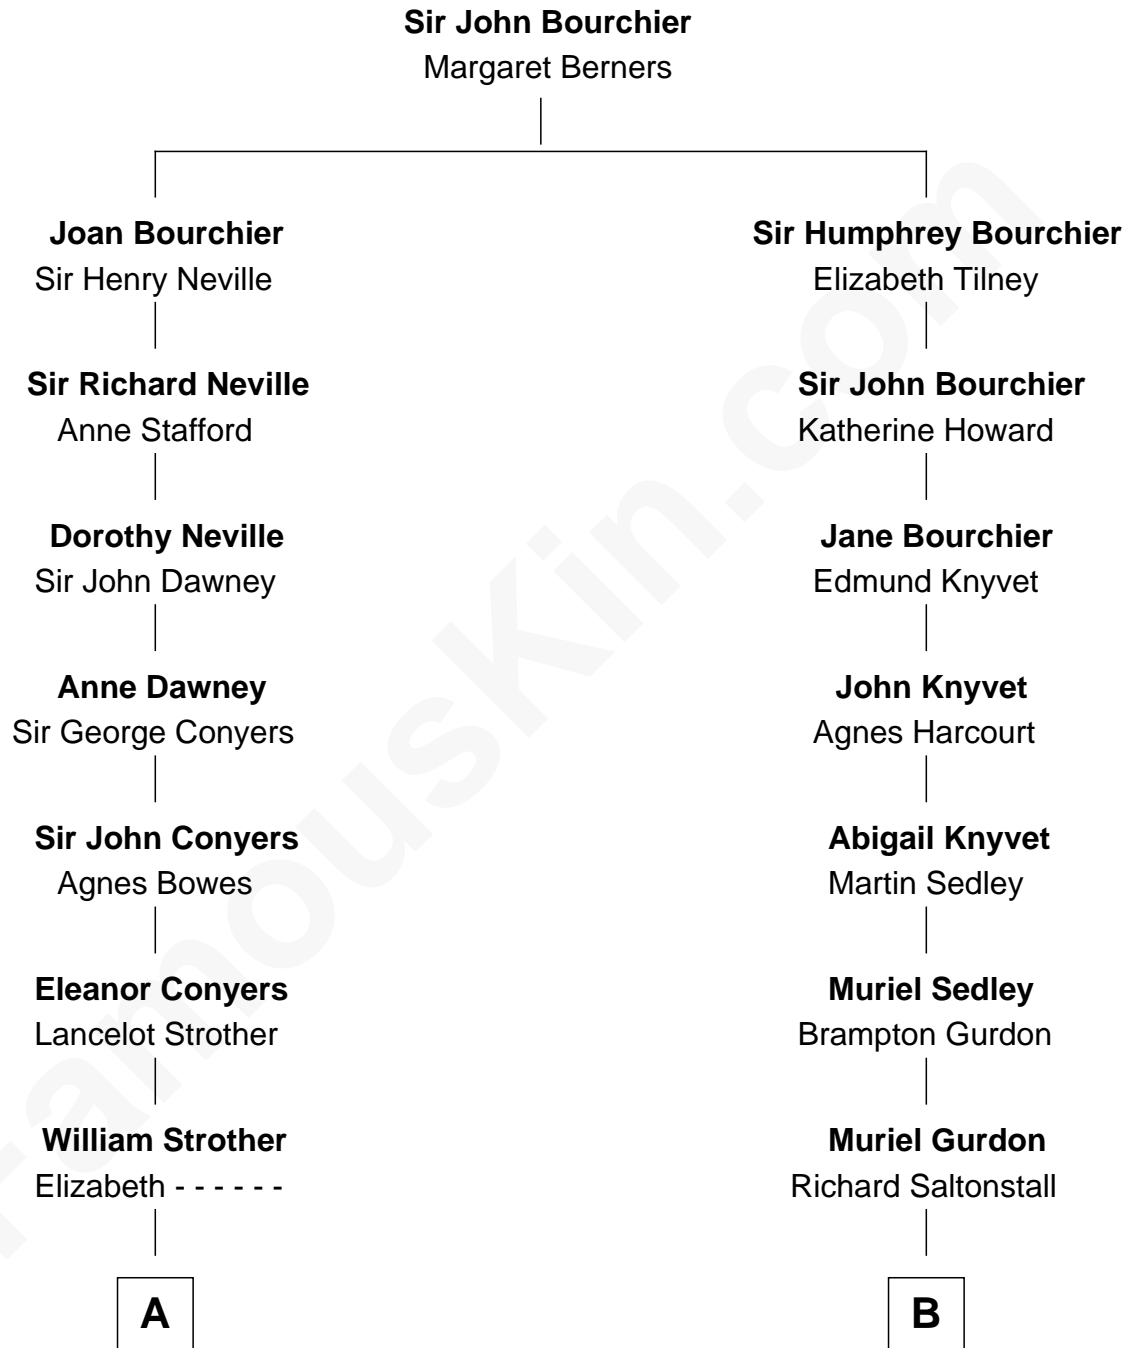 Sir John Bourchier
Margaret Berners
Joan Bourchier
Sir Henry Neville
Sir Humphrey Bourchier
Elizabeth Tilney
Sir Richard Neville
Anne Stafford
Sir John Bourchier
Katherine Howard
Dorothy Neville
Sir John Dawney
Jane Bourchier
Edmund Knyvet
Anne Dawney
Sir George Conyers
John Knyvet
Agnes Harcourt
Sir John Conyers
Agnes Bowes
Abigail Knyvet
Martin Sedley
Eleanor Conyers
Lancelot Strother
Muriel Sedley
Brampton Gurdon
William Strother
Elizabeth - - - - - -
Muriel Gurdon
Richard Saltonstall
A
B
FamousKin.com